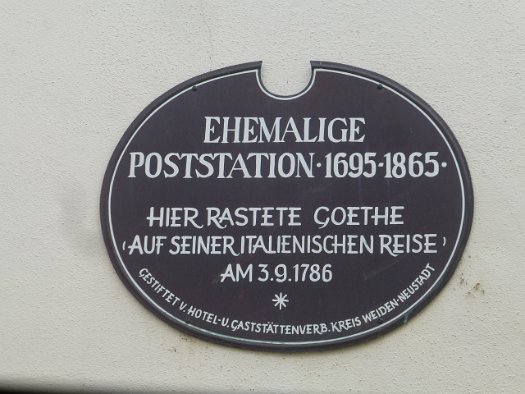 EHEMALIGE
POSTSTATION·1695·1865·
HIER RASTETE GOETHE
‚AUF SEINER ITALIENISCHEN REISE’
AM 3.9.1786
*
GESTIFTET V. HOTEL-U. GASTSTÄTTENVERB. KREIS WEIDEN-NEUSTADT